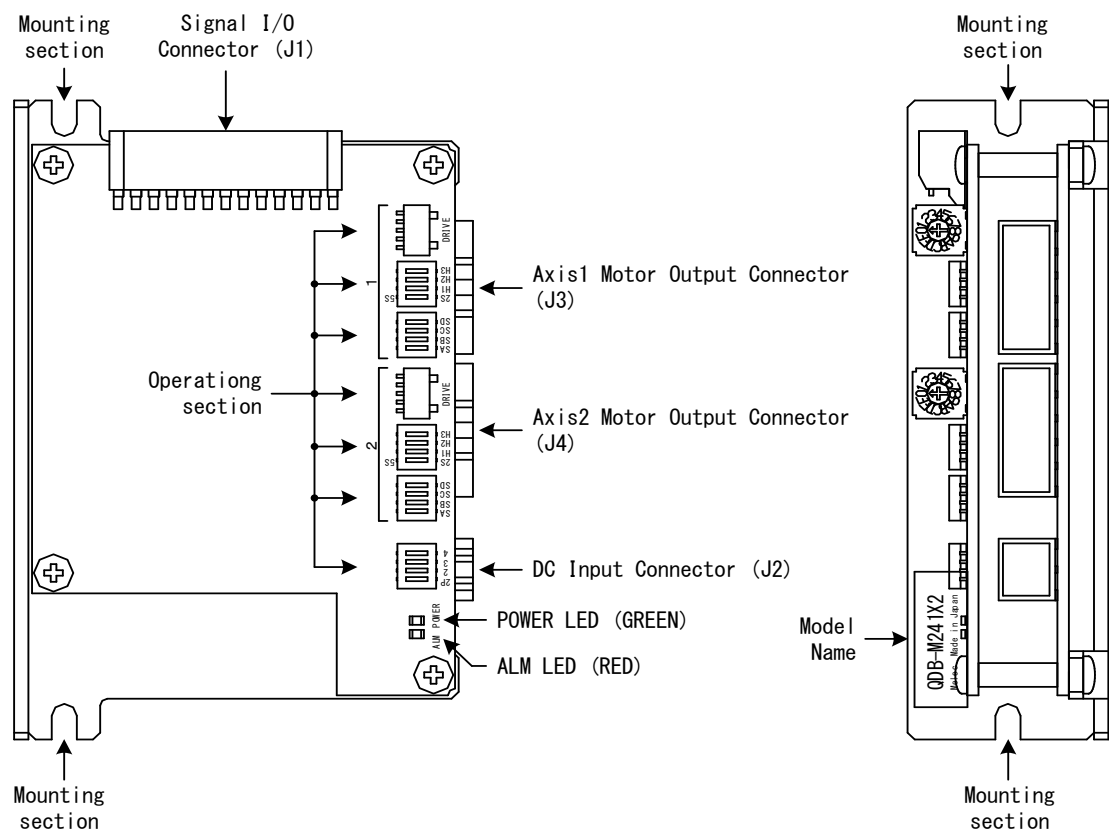 Mounting
section
Signal I/O
Connector (J1)
Mounting
section
DRIVE
1
H3
H2
H1
2S
5S
Axis1 Motor Output Connector
(J3)
SD
SC
SB
SA
Operationg
section
DRIVE
2
H3
H2
H1
2S
5S
Axis2 Motor Output Connector
(J4)
SD
SC
SB
SA
4
3
2
2P
DC Input Connector (J2)
POWER
POWER LED (GREEN)
ALM
ALM LED (RED)
Model
Name
QDB-M241X2
Melec Made in Japan
Mounting
section
Mounting
section